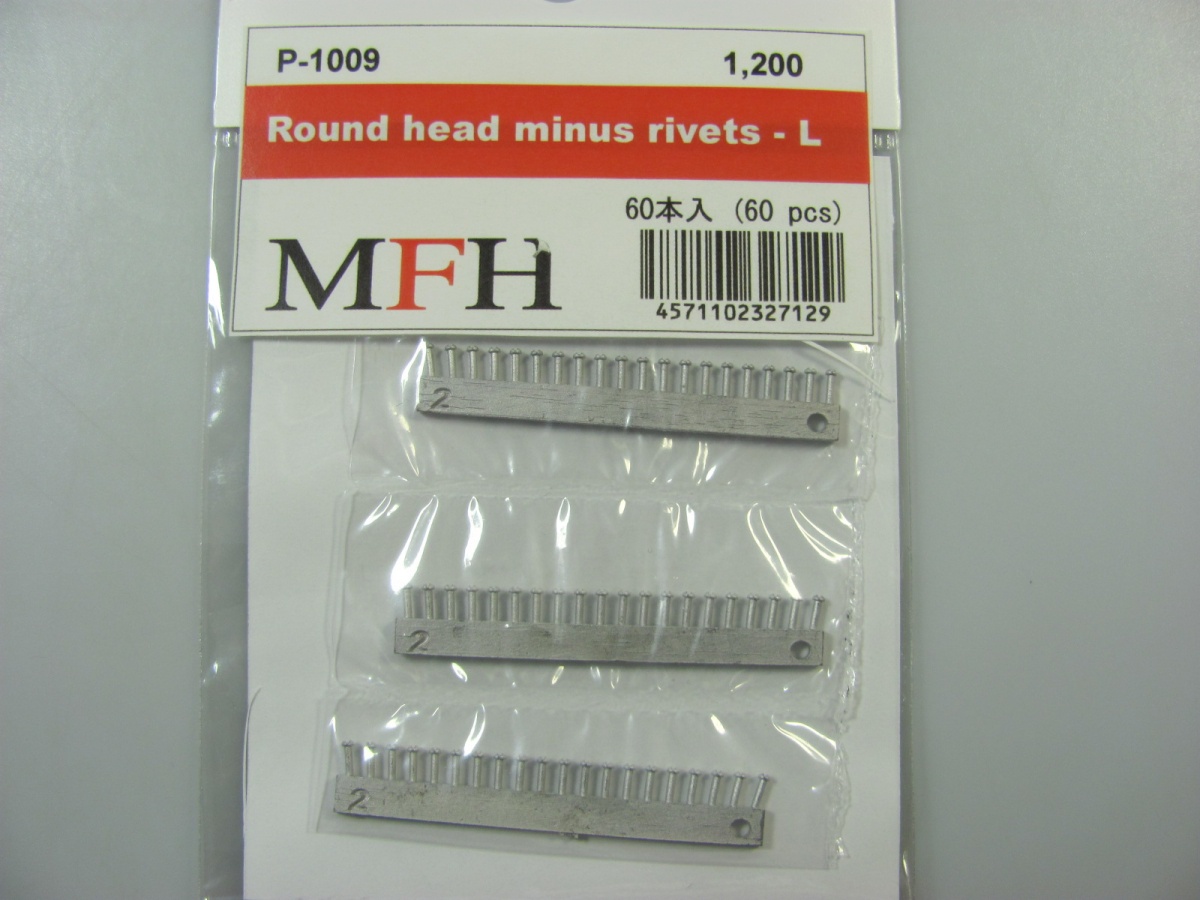 P-1009 1,200
Round head minus rivets - L
60本入 (60 pcs)
MFH
4571102327129
2
2
2